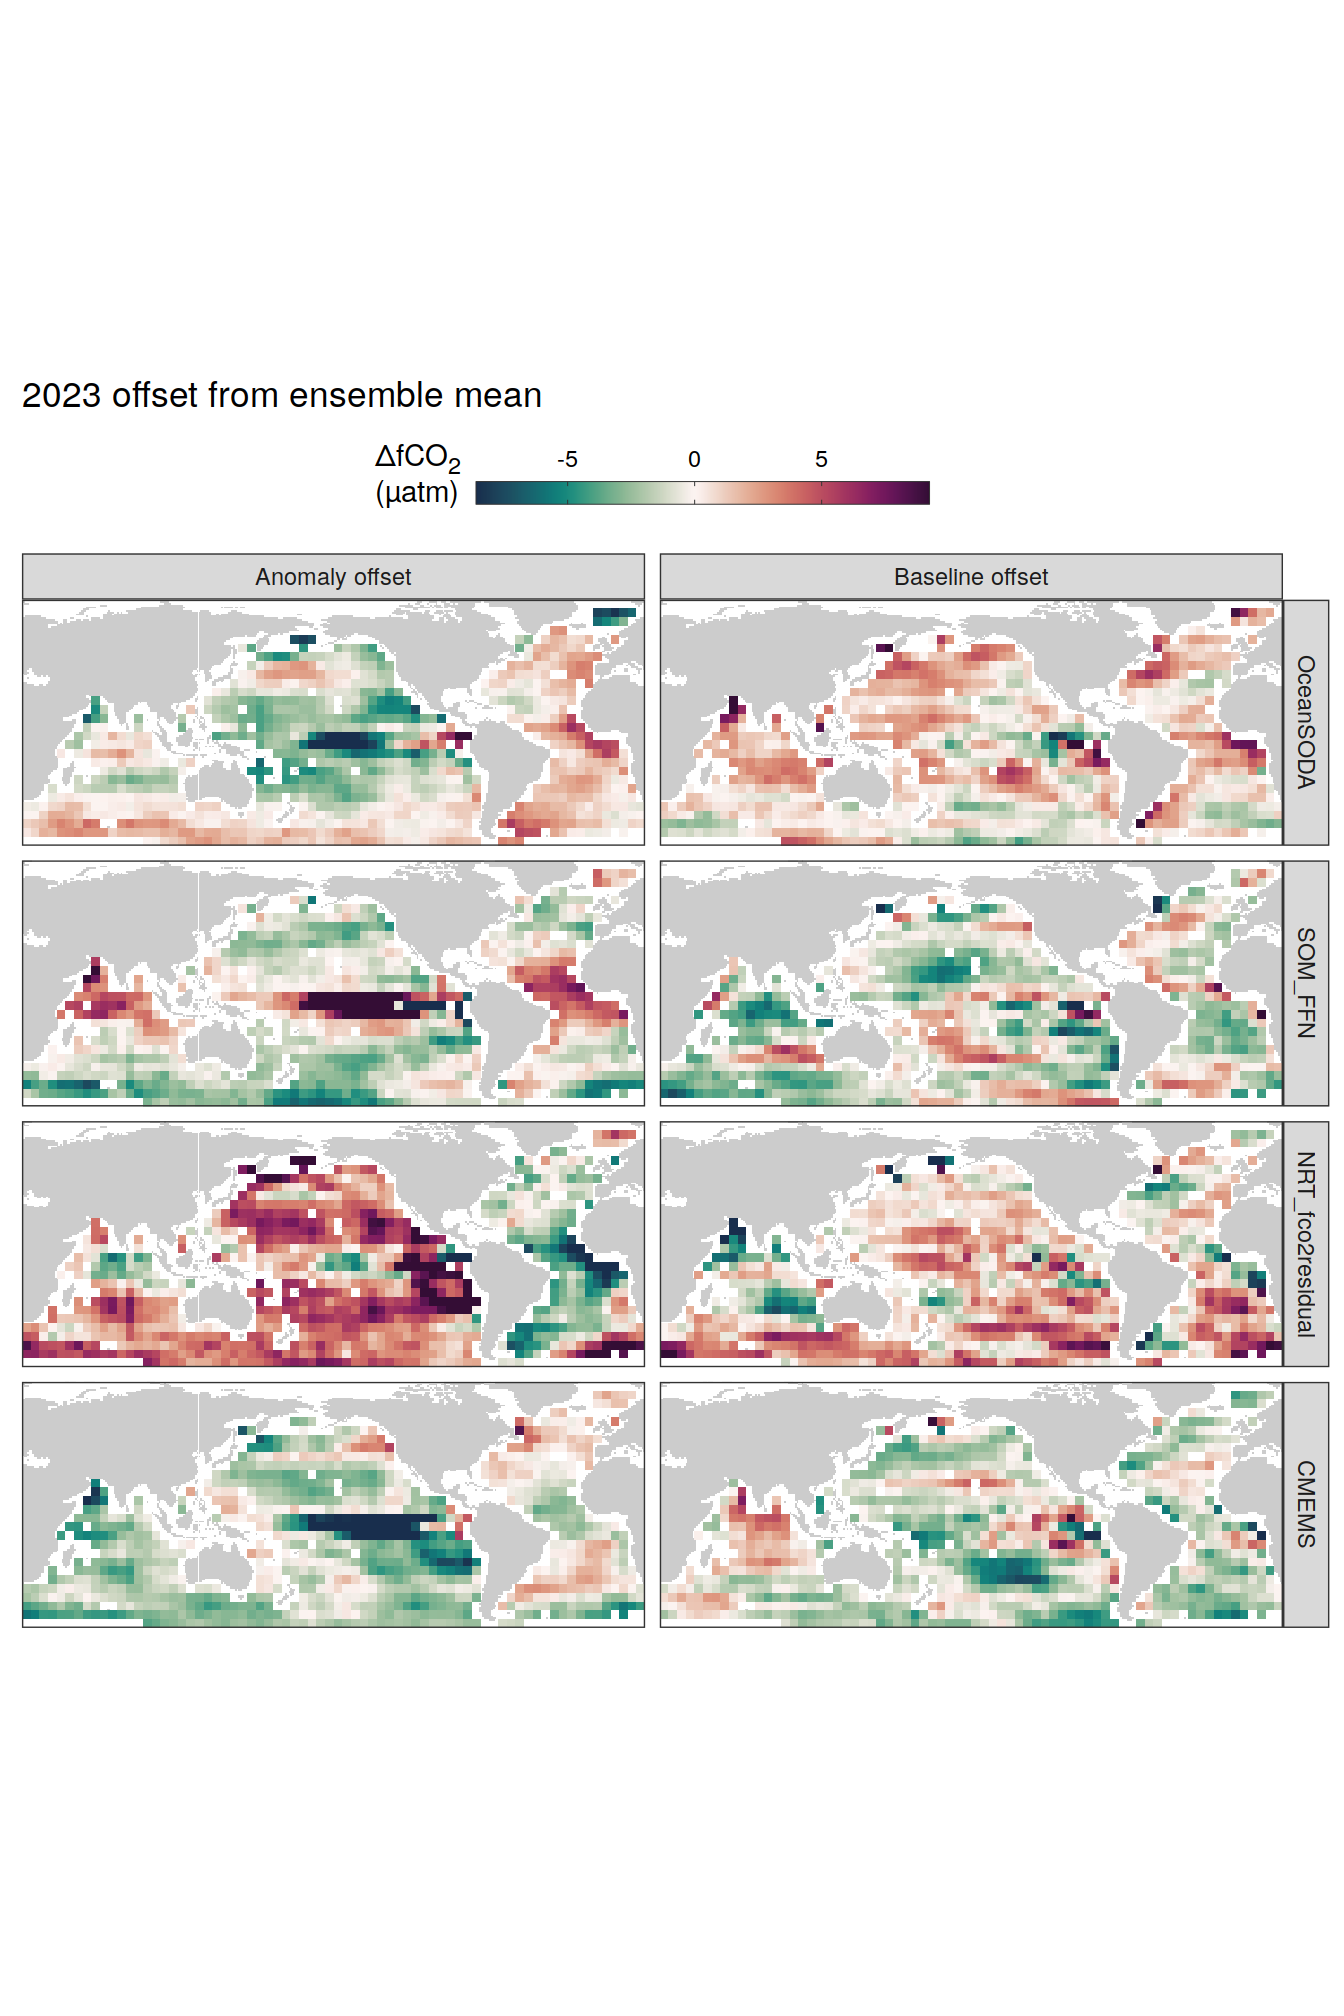 2023 offset from ensemble mean
ΔfCO₂
(µatm)
-5 0 5
Anomaly offset
Baseline offset
OceanSODA
SOM_FFN
NRT_fco2residual
CMEMS